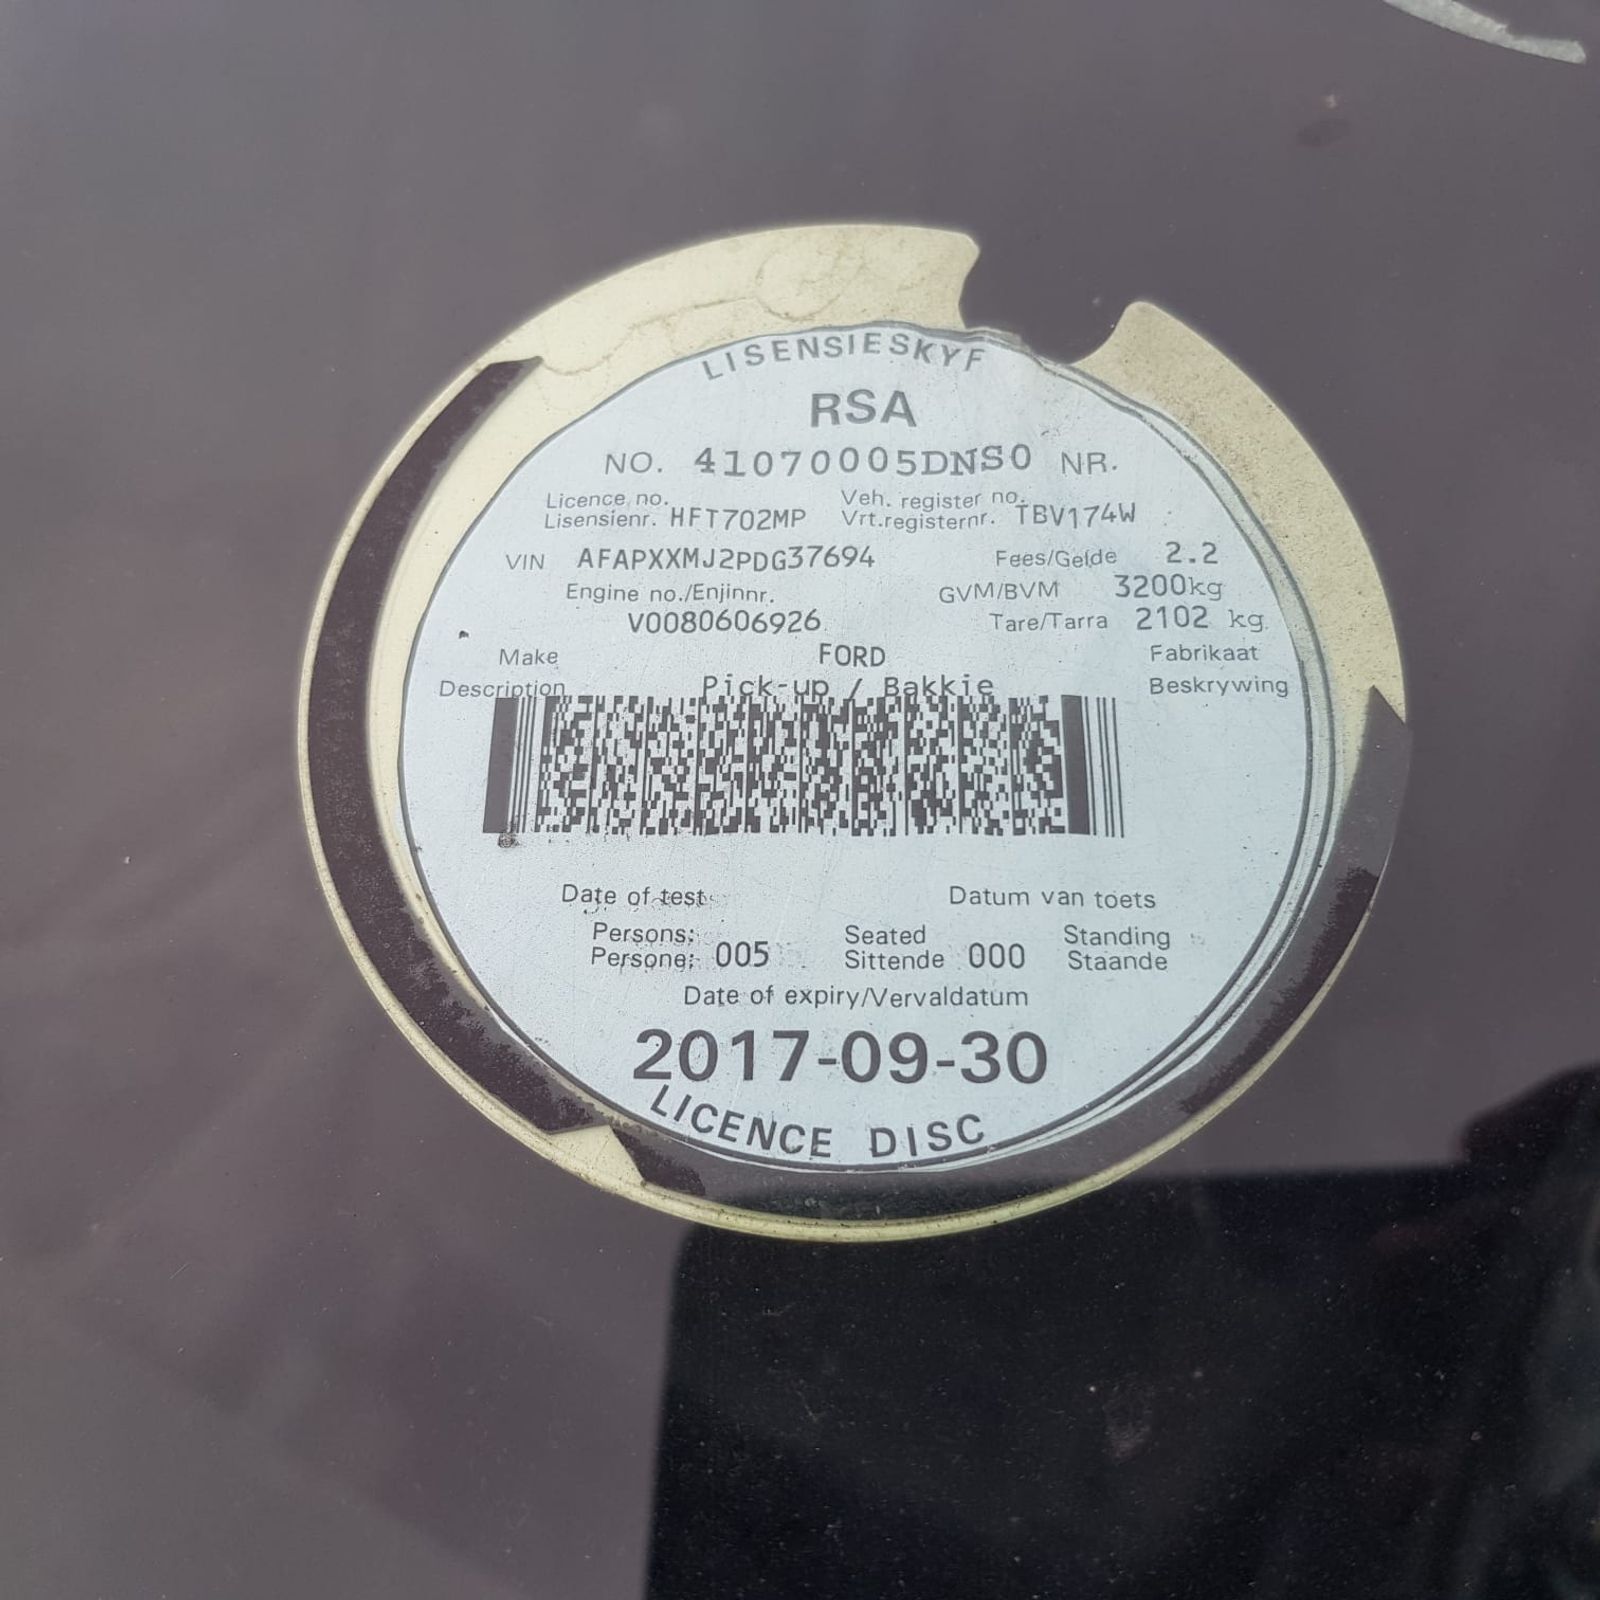 LISENSIESKYF
RSA
NO. 41070005DNS0 NR.
Licence no. Veh. register no.
Lisensienr. HFT702MP Vrt.registernr. TBV174W
VIN AFAPXXMJ2PDG37694 Fees/Gelde 2.2
Engine no./Enjinnr. GVM/BVM 3200kg
V0080606926 Tare/Tarra 2102 kg
Make FORD Fabrikaat
Description Pick-up / Bakkie Beskrywing
Date of test Datum van toets
Persons: Seated Standing
Persone: 005 Sittende 000 Staande
Date of expiry/Vervaldatum
2017-09-30
LICENCE DISC